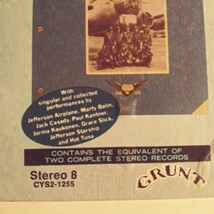 With
singular and collected
performances by
Jefferson Airplane, Marty Balin,
Jack Casady, Paul Kantner,
Jorma Kaukonen, Grace Slick,
Jefferson Starship
and Hot Tuna
CONTAINS THE EQUIVALENT OF
TWO COMPLETE STEREO RECORDS
Stereo 8
CYS2-1255
GRUNT